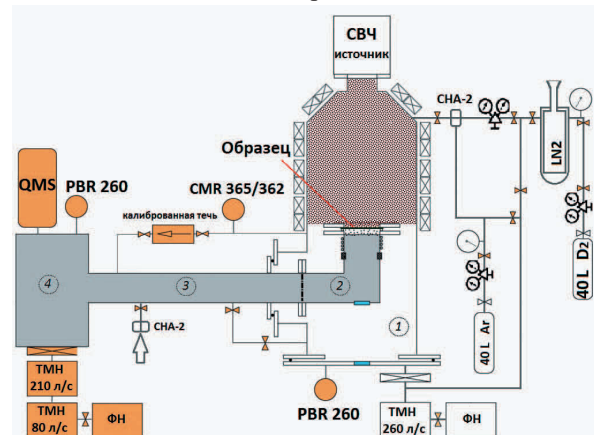 СВЧ
источник
СНА-2
Образец
LN2
QMS
PBR 260
CMR 365/362
калиброванная течь
40 L D2
4
3
2
1
СНА-2
40 L Ar
ТМН
210 л/с
PBR 260
ТМН
80 л/с
ФН
ТМН
260 л/с
ФН